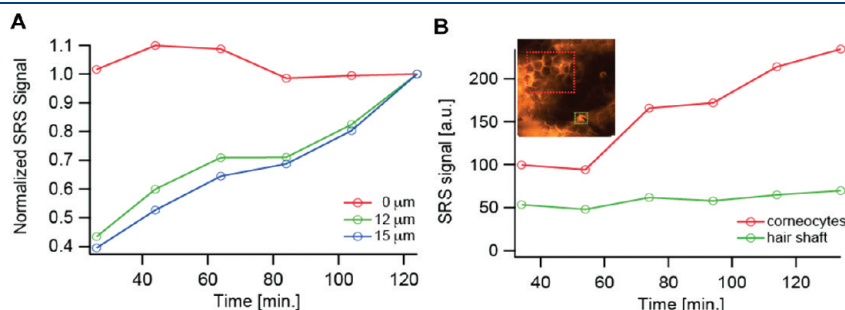 A
Normalized SRS Signal
1.1
1.0
0.9
0.8
0.7
0.6
0.5
0.4
0 µm
12 µm
15 µm
40 60 80 100 120
Time [min.]
B
SRS signal [a.u.]
200
150
100
50
0
corneocytes
hair shaft
40 60 80 100 120
Time [min.]